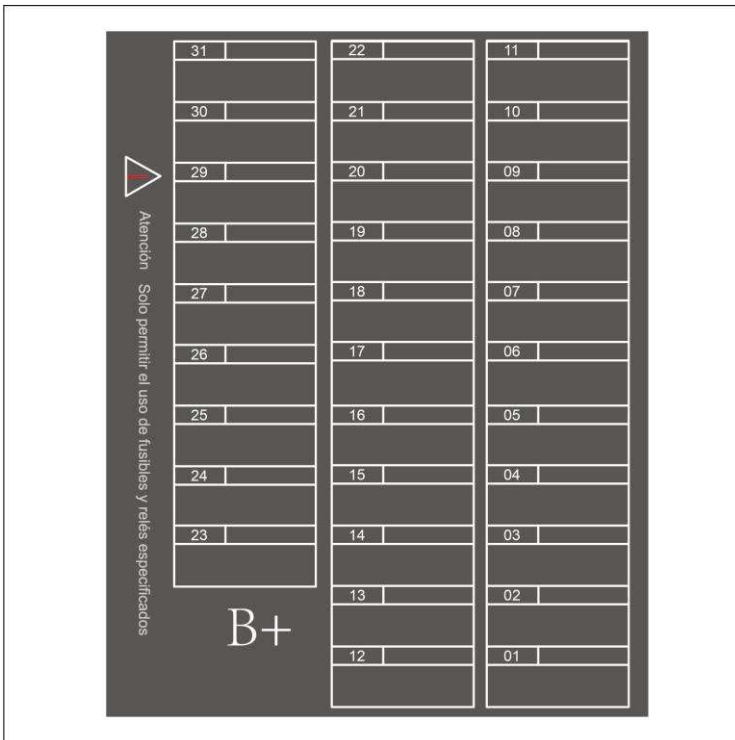 31 22 11
30 21 10
29 20 09
28 19 08
27 18 07
26 17 06
25 16 05
24 15 04
23 14 03
13 02
12 01
B+
Atención Solo permitir el uso de fusibles y relés especificados